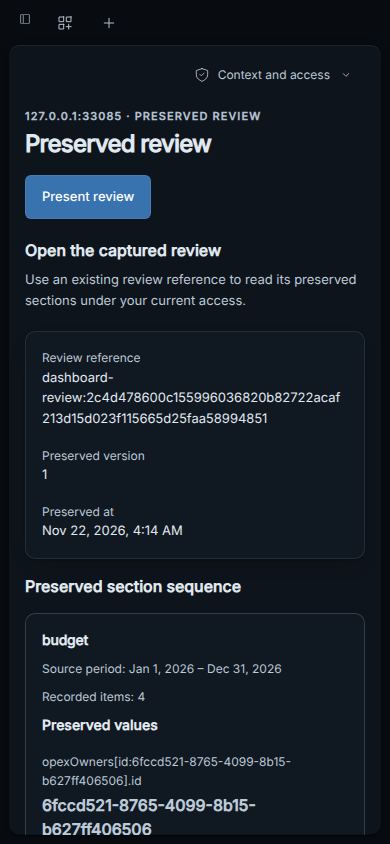 Context and access
127.0.0.1:33085 · PRESERVED REVIEW
Preserved review
Present review
Open the captured review
Use an existing review reference to read its preserved
sections under your current access.
Review reference
dashboard-
review:2c4d478600c155996036820b82722acaf
213d15d023f115665d25faa58994851
Preserved version
1
Preserved at
Nov 22, 2026, 4:14 AM
Preserved section sequence
budget
Source period: Jan 1, 2026 – Dec 31, 2026
Recorded items: 4
Preserved values
opexOwners[id:6fccd521-8765-4099-8b15-
b627ff406506].id
6fccd521-8765-4099-8b15-
b627ff406506